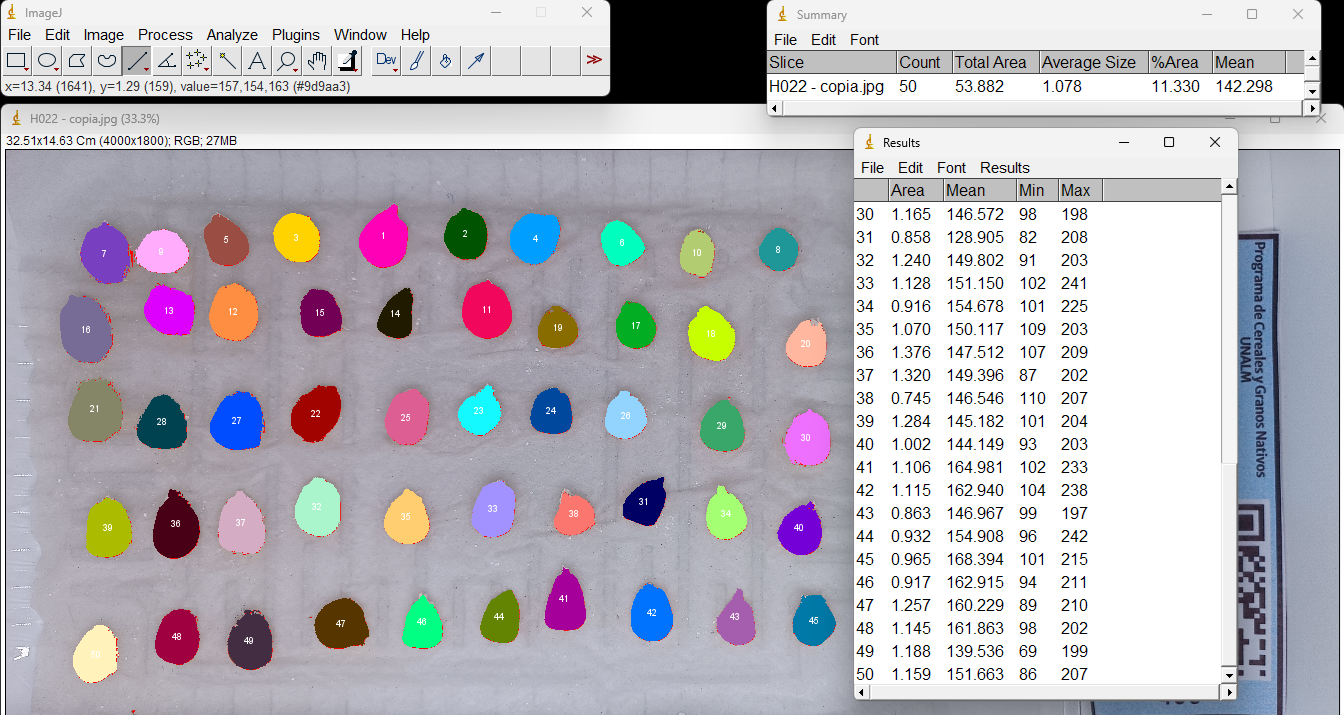 ImageJ
File Edit Image Process Analyze Plugins Window Help
Dev
x=13.34 (1641), y=1.29 (159), value=157,154,163 (#9d9aa3)
Summary
File Edit Font
Slice Count Total Area Average Size %Area Mean
H022 - copia.jpg 50 53.882 1.078 11.330 142.298
H022 - copia.jpg (33.3%)
32.51x14.63 Cm (4000x1800); RGB; 27MB
Results
File Edit Font Results
Area Mean Min Max
30 1.165 146.572 98 198
31 0.858 128.905 82 208
32 1.240 149.802 91 203
33 1.128 151.150 102 241
34 0.916 154.678 101 225
35 1.070 150.117 109 203
36 1.376 147.512 107 209
37 1.320 149.396 87 202
38 0.745 146.546 110 207
39 1.284 145.182 101 204
40 1.002 144.149 93 203
41 1.106 164.981 102 233
42 1.115 162.940 104 238
43 0.863 146.967 99 197
44 0.932 154.908 96 242
45 0.965 168.394 101 215
46 0.917 162.915 94 211
47 1.257 160.229 89 210
48 1.145 161.863 98 202
49 1.188 139.536 69 199
50 1.159 151.663 86 207
7 9 5 3 1 2 4 6 10 8
16 13 12 15 14 11 19 17 18 20
21 28 27 22 25 23 24 26 29 30
39 36 37 32 35 33 38 31 34 40
50 48 49 47 46 44 41 42 43 45
Programa de Cereales y Granos Nativos
UNALM